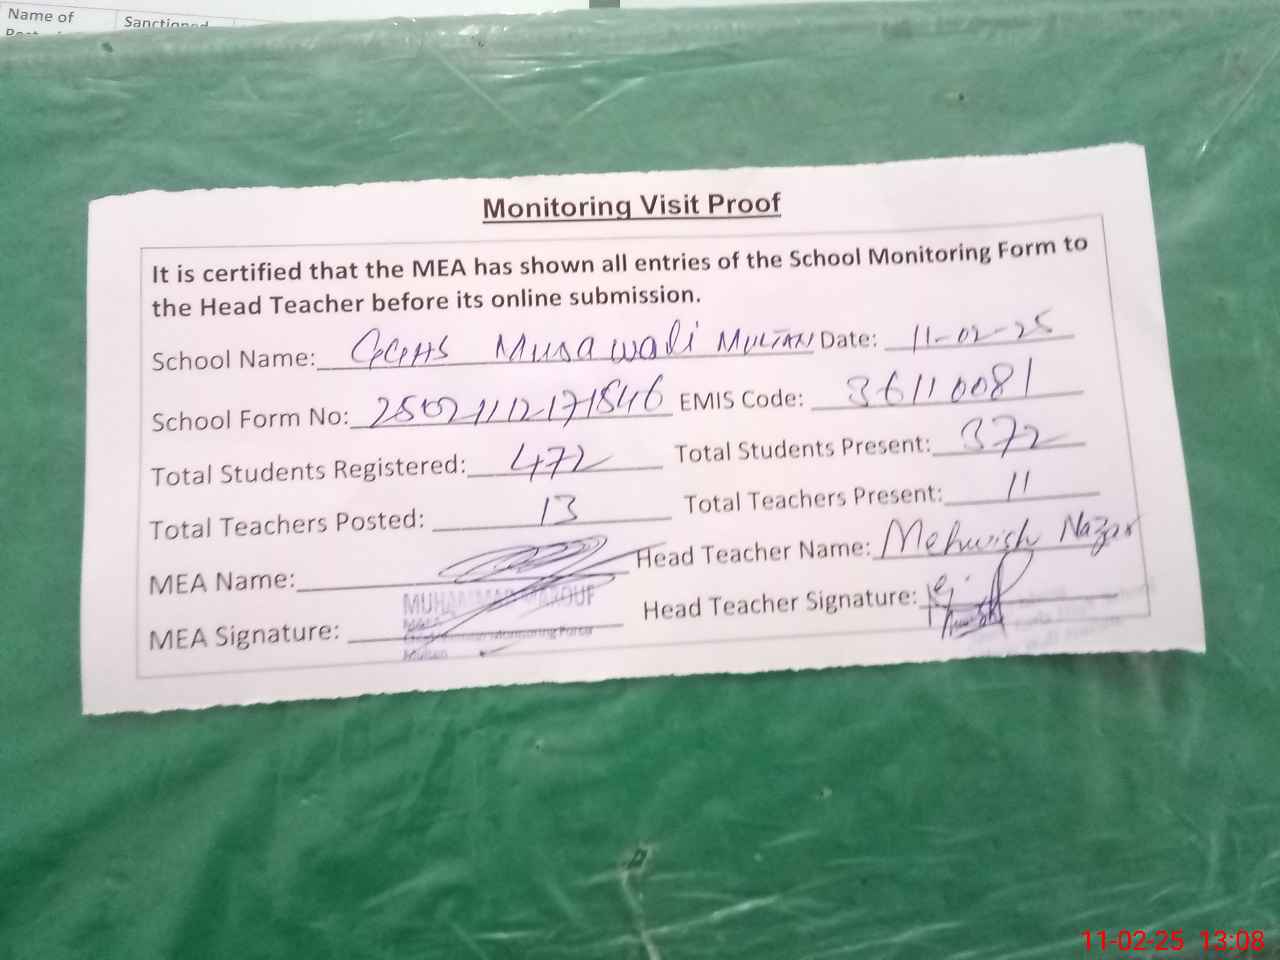 Name of
Sanctioned
Monitoring Visit Proof
It is certified that the MEA has shown all entries of the School Monitoring Form to
the Head Teacher before its online submission.
School Name: GGHS Musawali MULTAN Date: 11-02-25
School Form No: EMIS Code: 36110081
Total Students Registered: 472 Total Students Present: 372
Total Teachers Posted: 13 Total Teachers Present: 11
MEA Name: Head Teacher Name: Mehwish Nazar
MEA Signature: Head Teacher Signature:
Multan
11-02-25 13:08